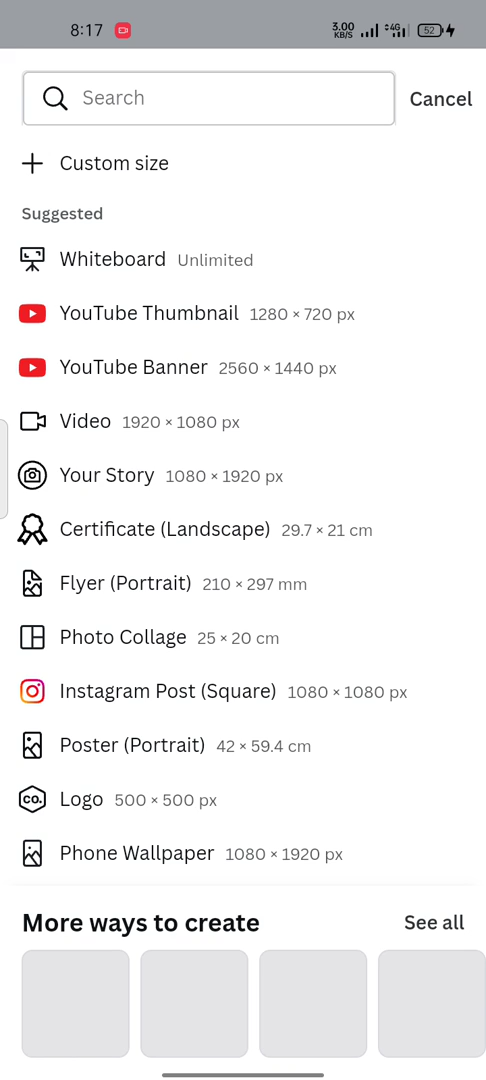 8:17 3.00 KB/S 4G 52
Search Cancel
Custom size
Suggested
Whiteboard Unlimited
YouTube Thumbnail 1280 × 720 px
YouTube Banner 2560 × 1440 px
Video 1920 × 1080 px
Your Story 1080 × 1920 px
Certificate (Landscape) 29.7 × 21 cm
Flyer (Portrait) 210 × 297 mm
Photo Collage 25 × 20 cm
Instagram Post (Square) 1080 × 1080 px
Poster (Portrait) 42 × 59.4 cm
CO. Logo 500 × 500 px
Phone Wallpaper 1080 × 1920 px
More ways to create See all